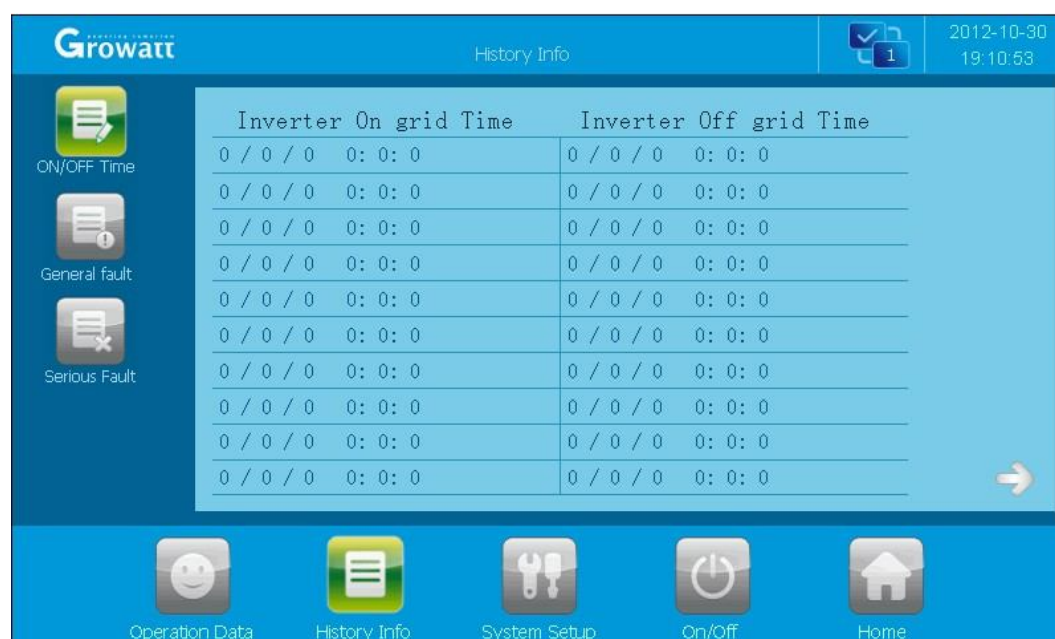 Growatt
History Info
1
2012-10-30
19:10:53
ON/OFF Time
General fault
Serious Fault
Inverter On grid Time Inverter Off grid Time
0 / 0 / 0 0: 0: 0 0 / 0 / 0 0: 0: 0
0 / 0 / 0 0: 0: 0 0 / 0 / 0 0: 0: 0
0 / 0 / 0 0: 0: 0 0 / 0 / 0 0: 0: 0
0 / 0 / 0 0: 0: 0 0 / 0 / 0 0: 0: 0
0 / 0 / 0 0: 0: 0 0 / 0 / 0 0: 0: 0
0 / 0 / 0 0: 0: 0 0 / 0 / 0 0: 0: 0
0 / 0 / 0 0: 0: 0 0 / 0 / 0 0: 0: 0
0 / 0 / 0 0: 0: 0 0 / 0 / 0 0: 0: 0
0 / 0 / 0 0: 0: 0 0 / 0 / 0 0: 0: 0
0 / 0 / 0 0: 0: 0 0 / 0 / 0 0: 0: 0
Operation Data History Info System Setup On/Off Home